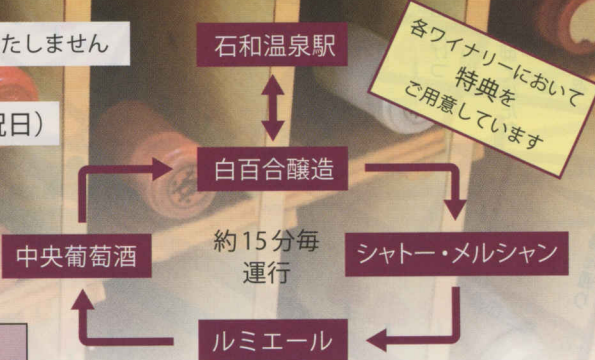 たしません
石和温泉駅
各ワイナリーにおいて
特典を
ご用意しています
祝日）
白百合醸造
中央葡萄酒
約15分毎
運行
シャトー・メルシャン
ルミエール